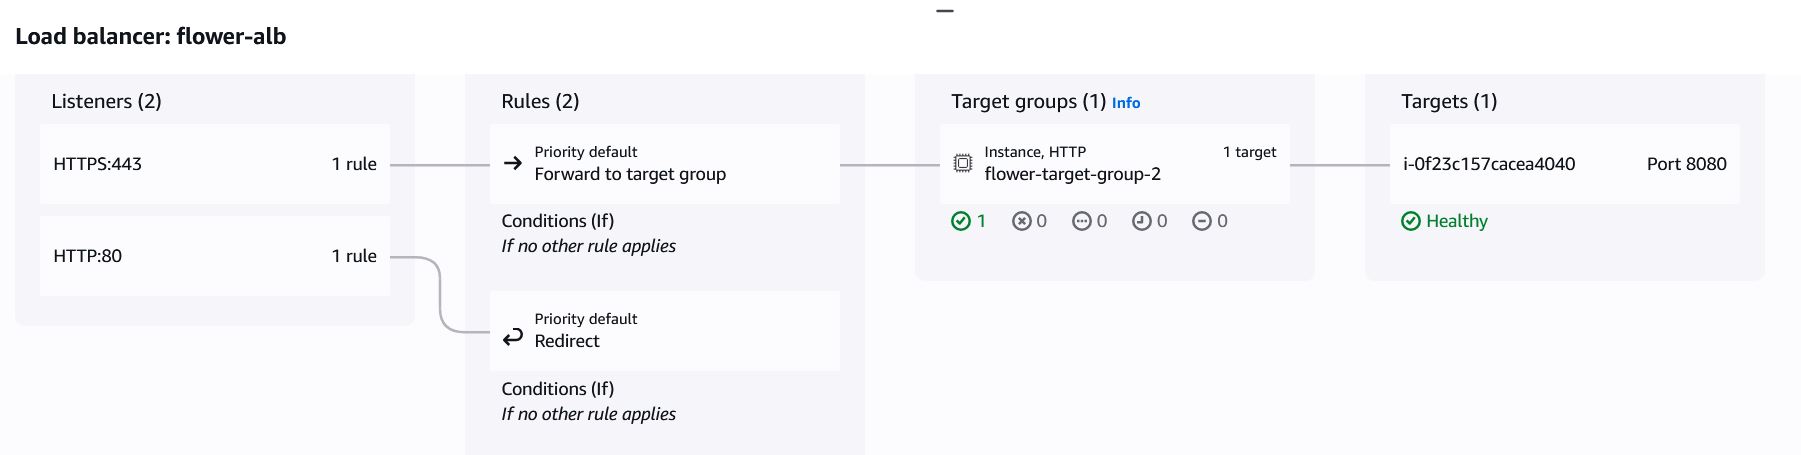 Load balancer: flower-alb
Listeners (2)
HTTPS:443 1 rule
HTTP:80 1 rule
Rules (2)
Priority default
Forward to target group
Conditions (If)
If no other rule applies
Priority default
Redirect
Conditions (If)
If no other rule applies
Target groups (1) Info
Instance, HTTP 1 target
flower-target-group-2
1 0 0 0 0
Targets (1)
i-0f23c157cacea4040 Port 8080
Healthy